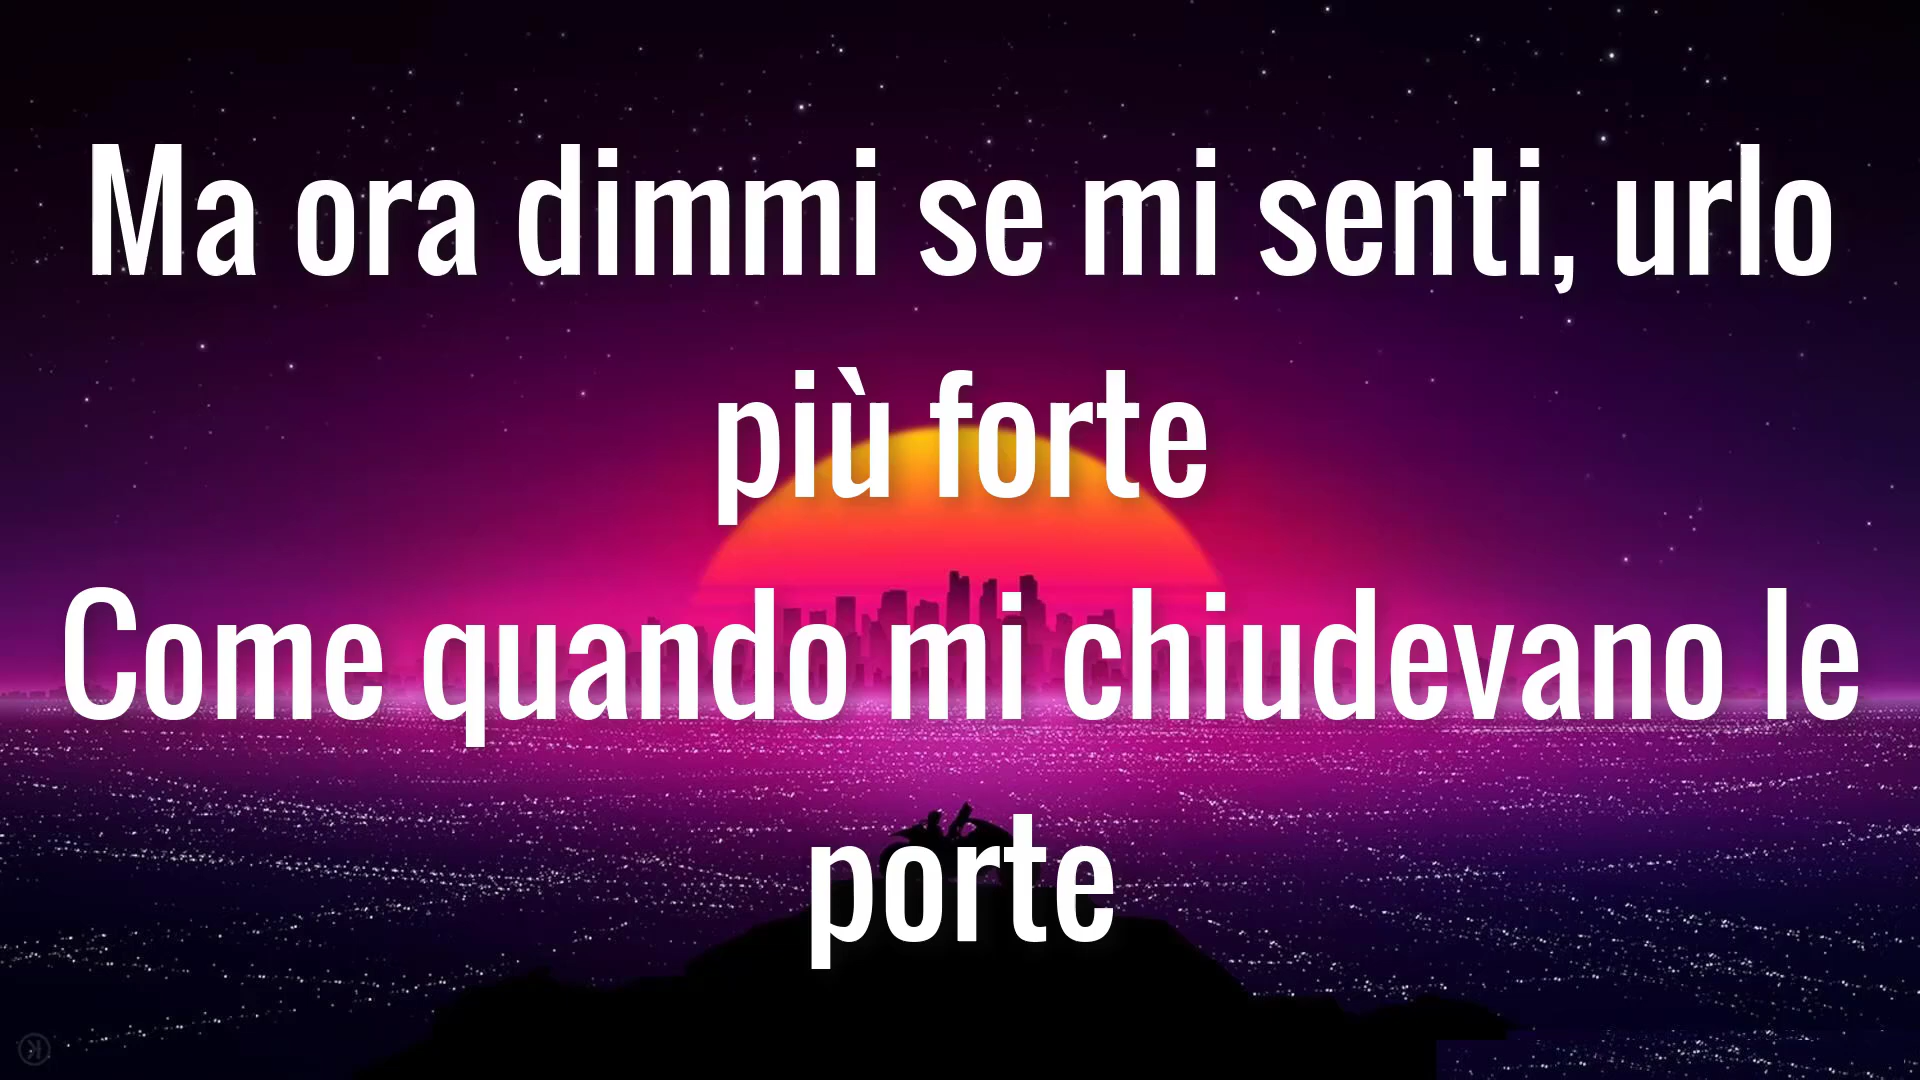 Ma ora dimmi se mi senti, urlo
più forte
Come quando mi chiudevano le
porte